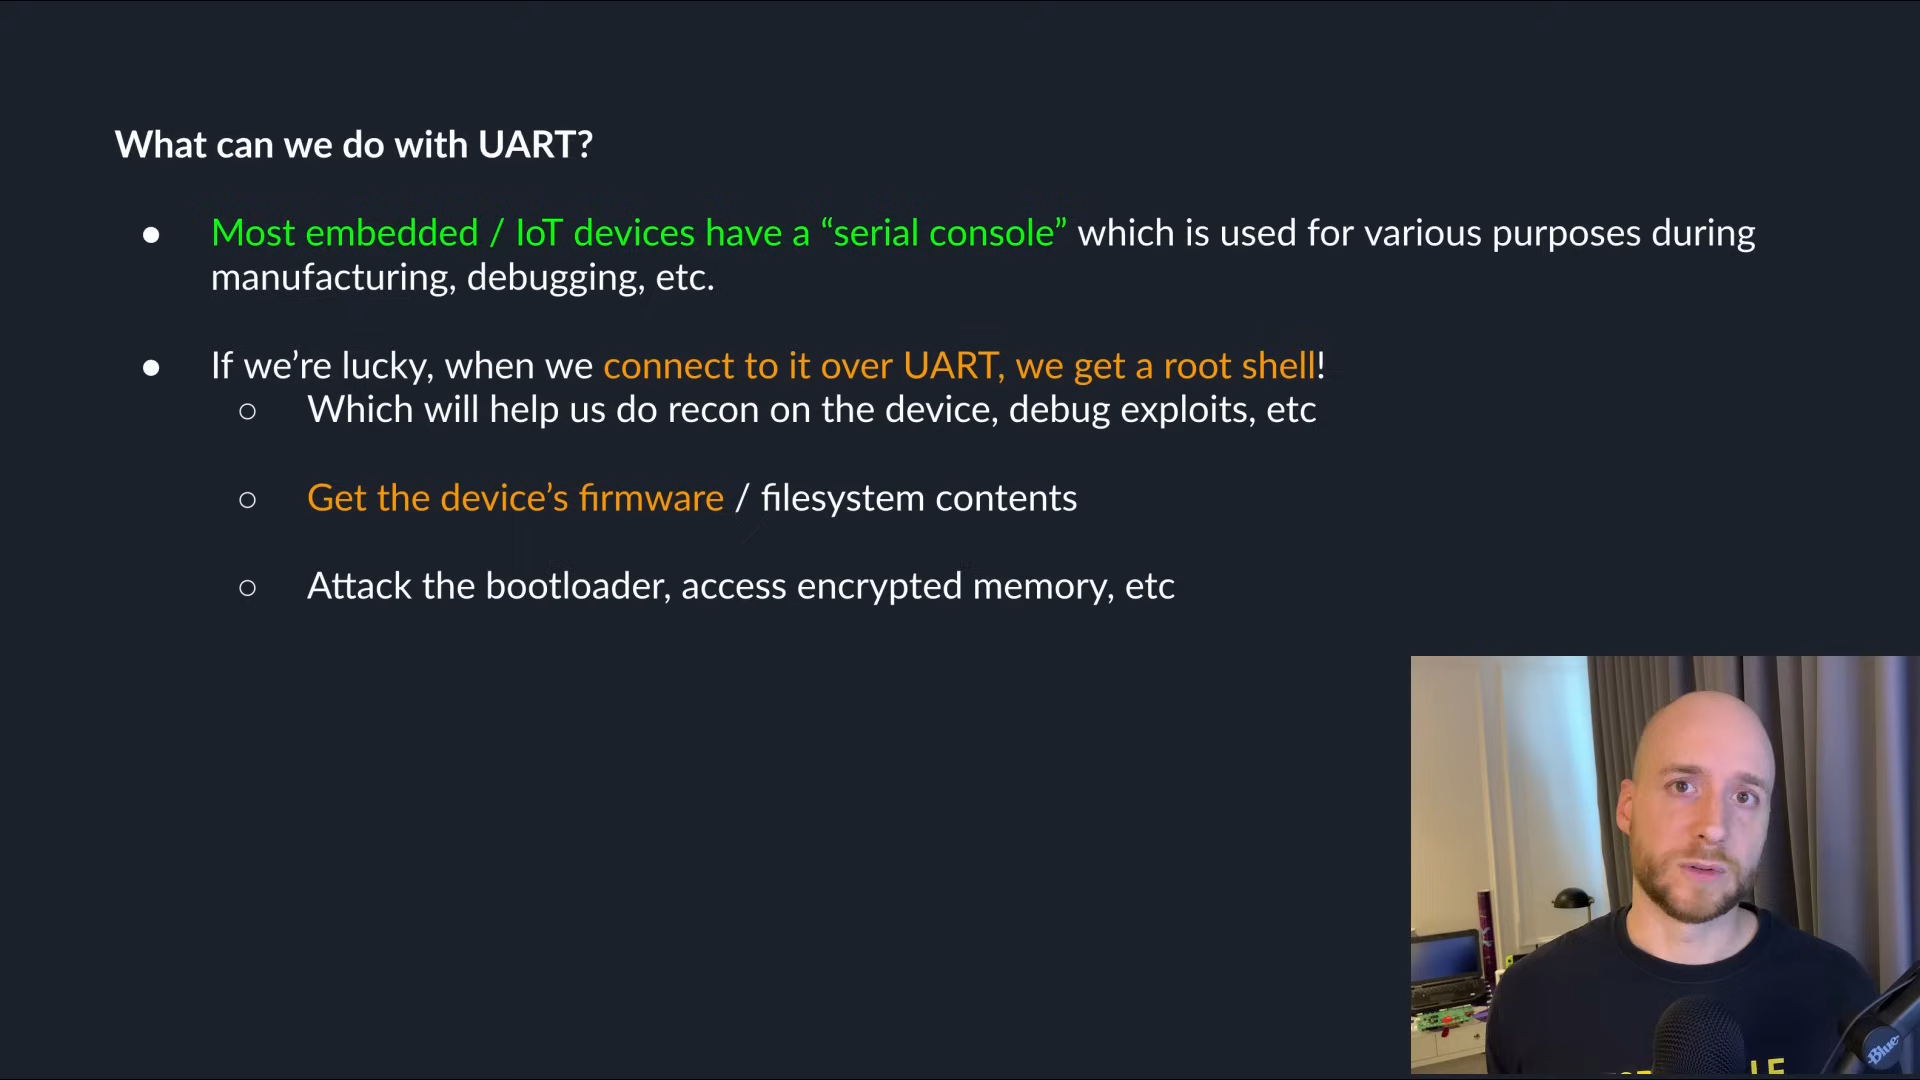 What can we do with UART?
● Most embedded / IoT devices have a “serial console” which is used for various purposes during
manufacturing, debugging, etc.
● If we’re lucky, when we connect to it over UART, we get a root shell!
○ Which will help us do recon on the device, debug exploits, etc
○ Get the device’s firmware / filesystem contents
○ Attack the bootloader, access encrypted memory, etc
Blue